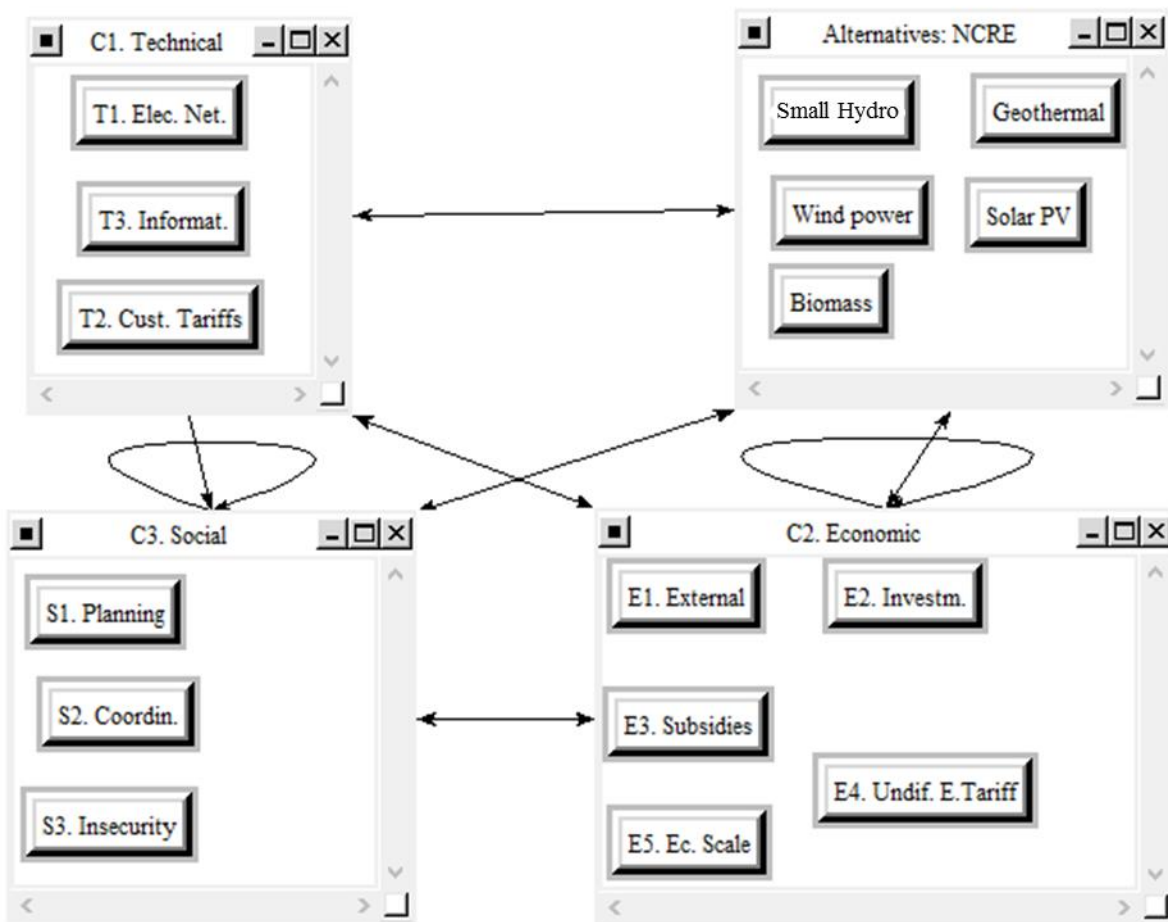 C1. Technical
T1. Elec. Net.
T3. Informat.
T2. Cust. Tariffs
Alternatives: NCRE
Small Hydro
Geothermal
Wind power
Solar PV
Biomass
C3. Social
S1. Planning
S2. Coordin.
S3. Insecurity
C2. Economic
E1. External
E2. Investm.
E3. Subsidies
E4. Undif. E.Tariff
E5. Ec. Scale